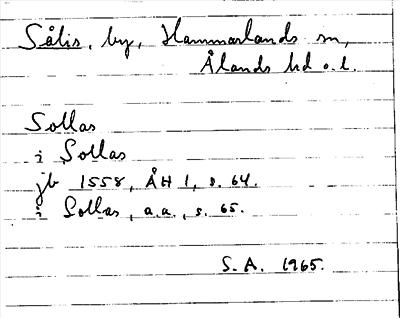 Sålis, by, Hammarlands sn,
Ålands hd o. l.
Sollas
i Sollas
jb 1558, ÅH 1, s. 64.
i Sollas, a.a., s. 65.
S.A. 1965.